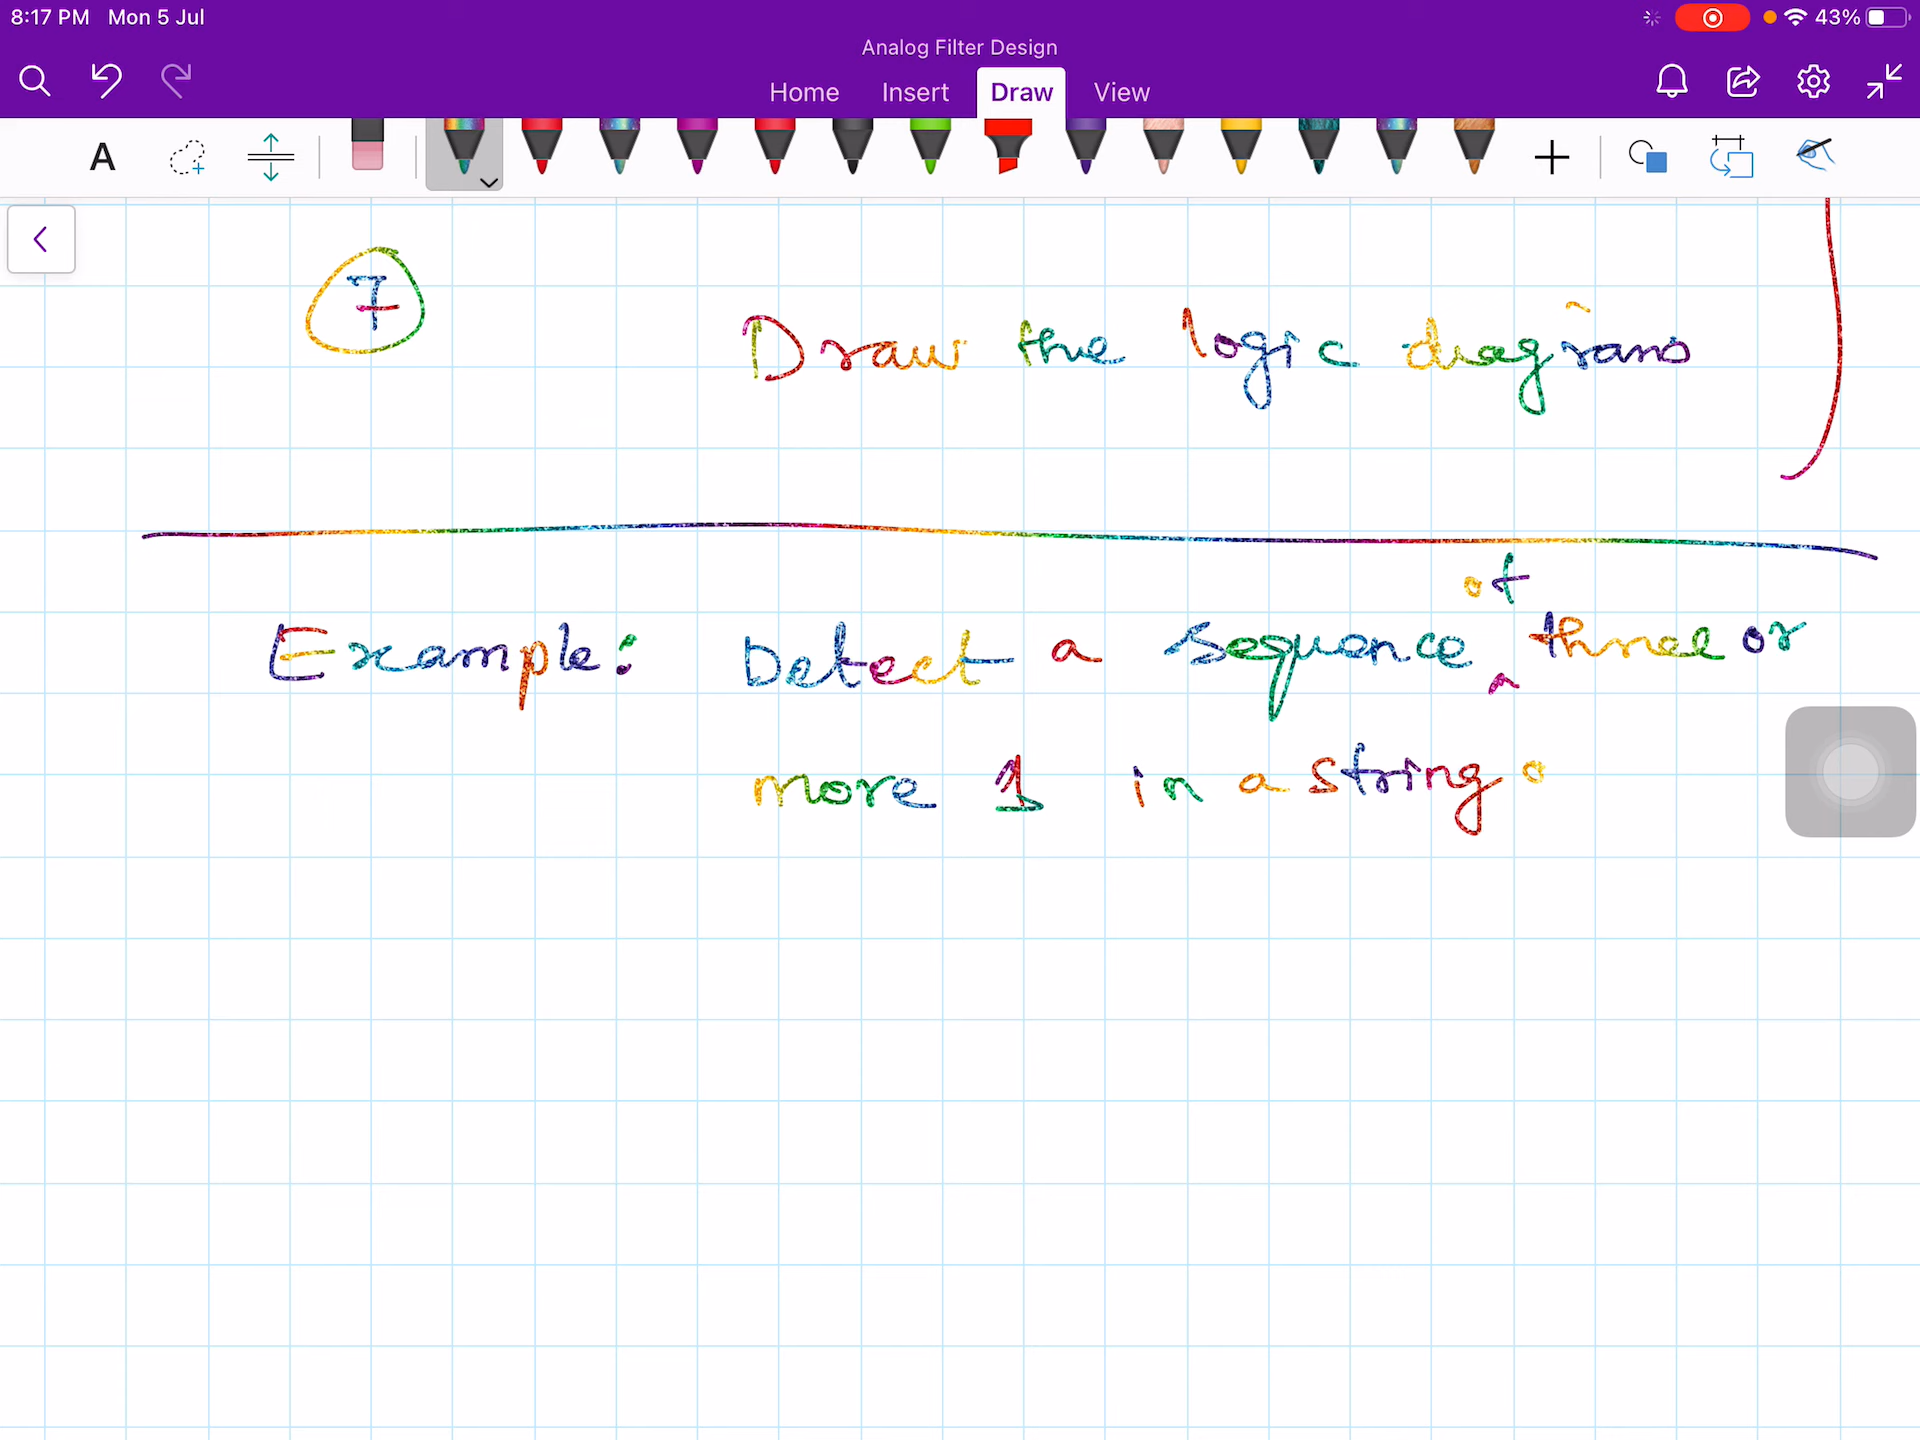 8:17 PM Mon 5 Jul
43%
Analog Filter Design
Home Insert Draw View
A
7 Draw the logic diagrams
of
Example: Detect a sequence ^ three or
more 1 in a string o